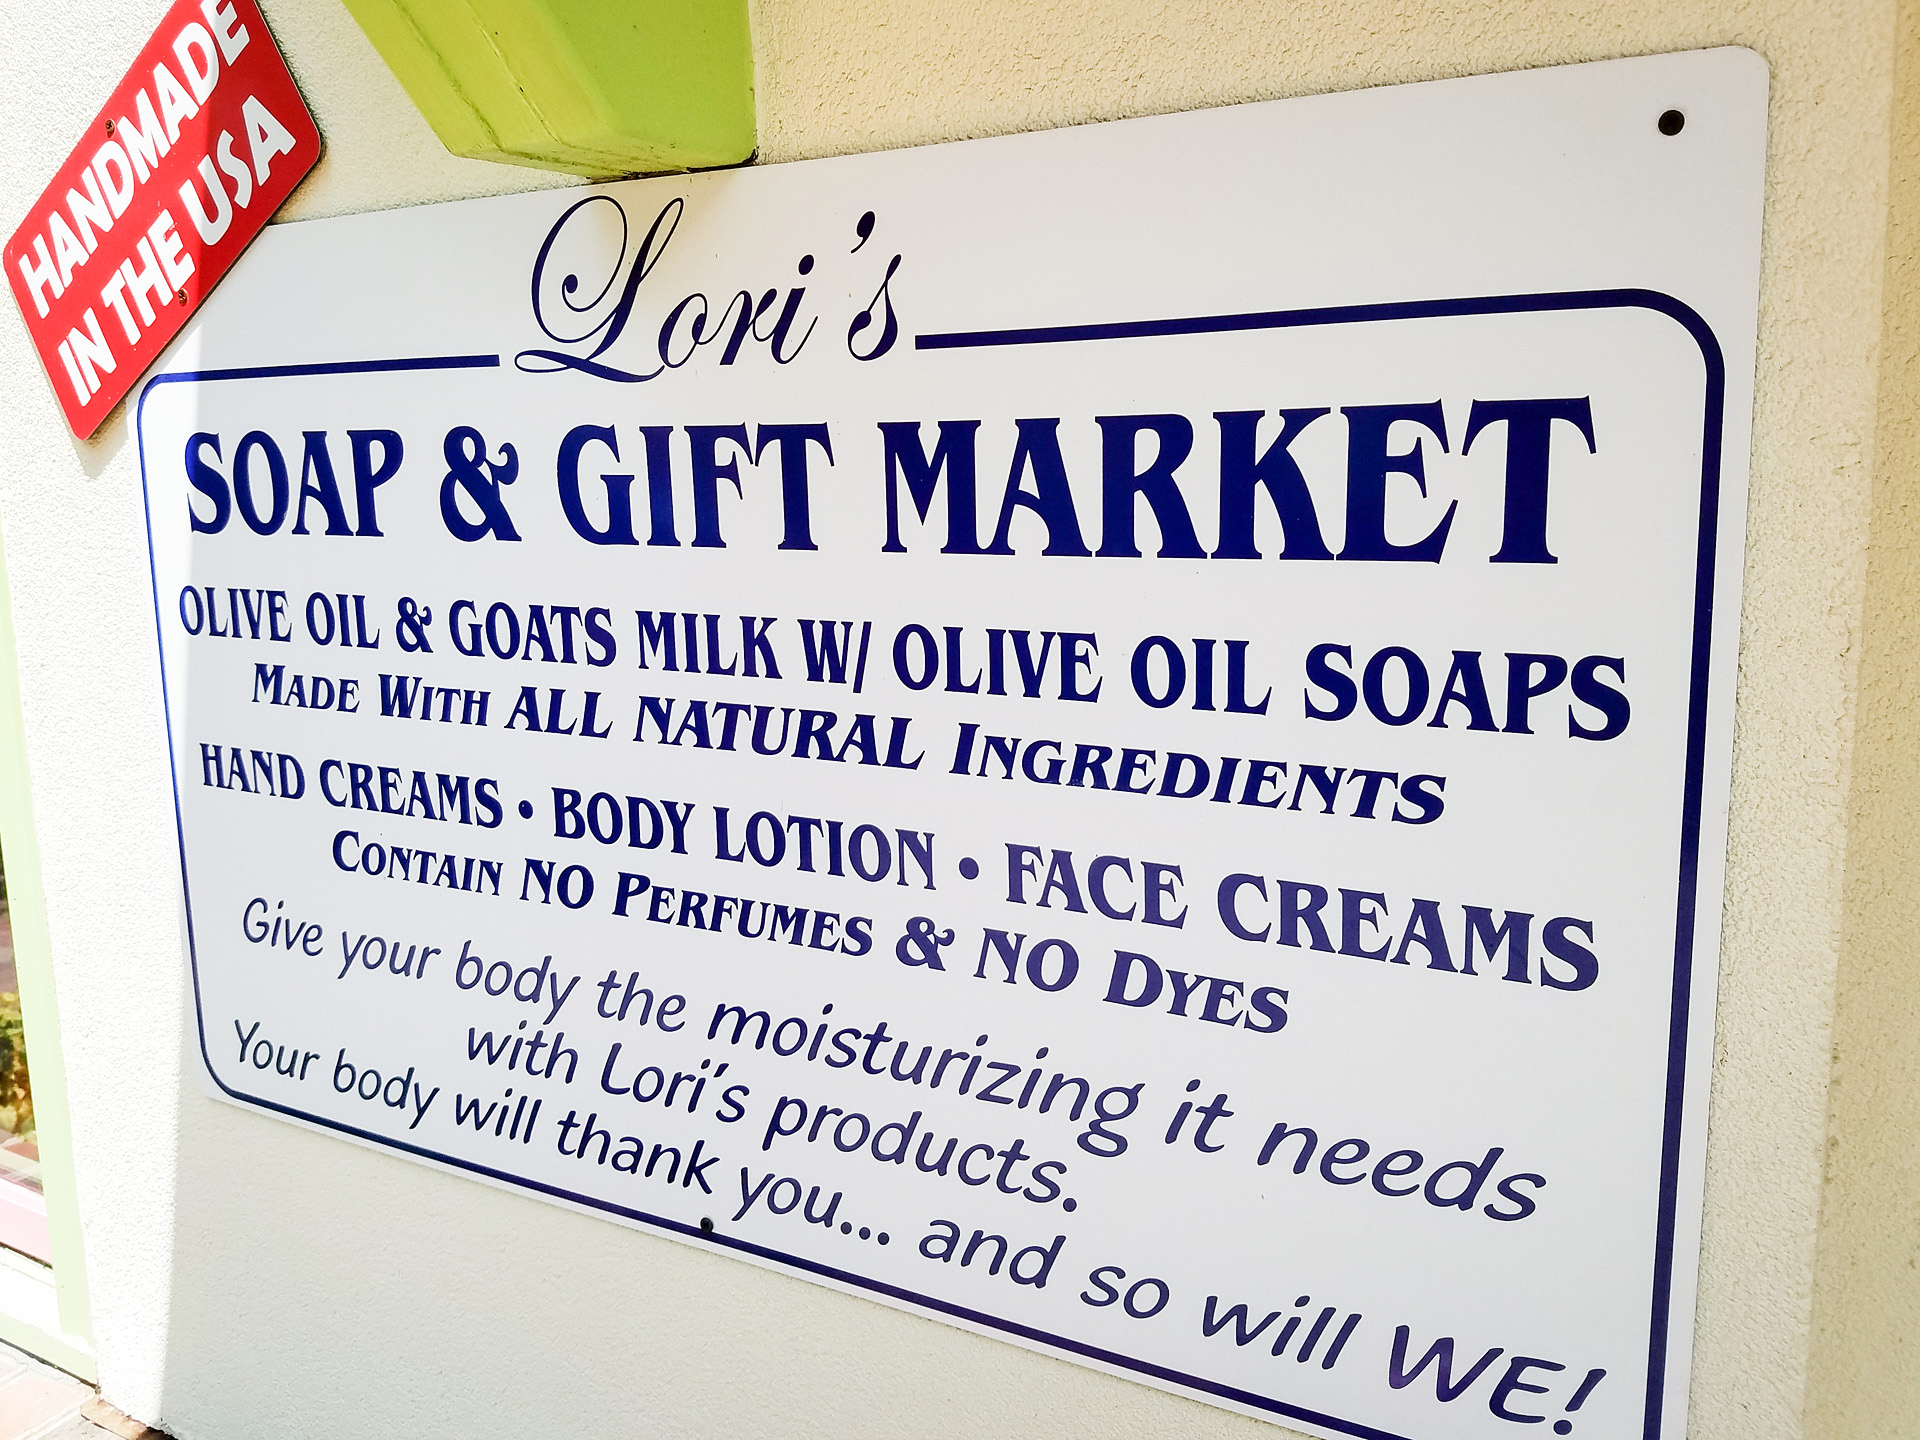 HANDMADE
IN THE USA
Lori's
SOAP & GIFT MARKET
OLIVE OIL & GOATS MILK W/ OLIVE OIL SOAPS
MADE WITH ALL NATURAL INGREDIENTS
HAND CREAMS • BODY LOTION • FACE CREAMS
CONTAIN NO PERFUMES & NO DYES
Give your body the moisturizing it needs
with Lori's products.
Your body will thank you... and so will WE!